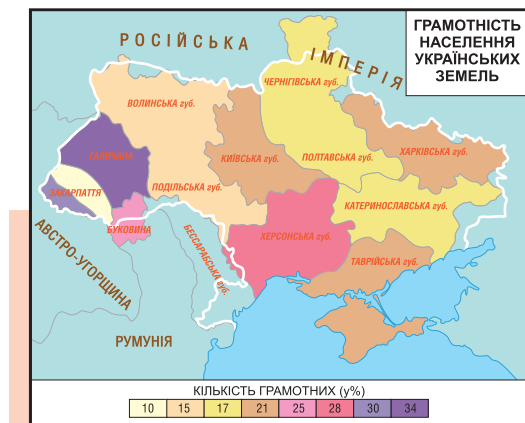 ГРАМОТНІСТЬ
НАСЕЛЕННЯ
УКРАЇНСЬКИХ
ЗЕМЕЛЬ
РОСІЙСЬКА
ІМПЕРІЯ
ЧЕРНІГІВСЬКА губ.
ВОЛИНСЬКА губ.
ГАЛИЧИНА
КИЇВСЬКА губ.
ПОЛТАВСЬКА губ.
ХАРКІВСЬКА губ.
ЗАКАРПАТТЯ
ПОДІЛЬСЬКА губ.
КАТЕРИНОСЛАВСЬКА губ.
БУКОВИНА
БЕССАРАБСЬКА губ.
ХЕРСОНСЬКА губ.
ТАВРІЙСЬКА губ.
АВСТРО-УГОРЩИНА
РУМУНІЯ
КІЛЬКІСТЬ ГРАМОТНИХ (у%)
10 15 17 21 25 28 30 34